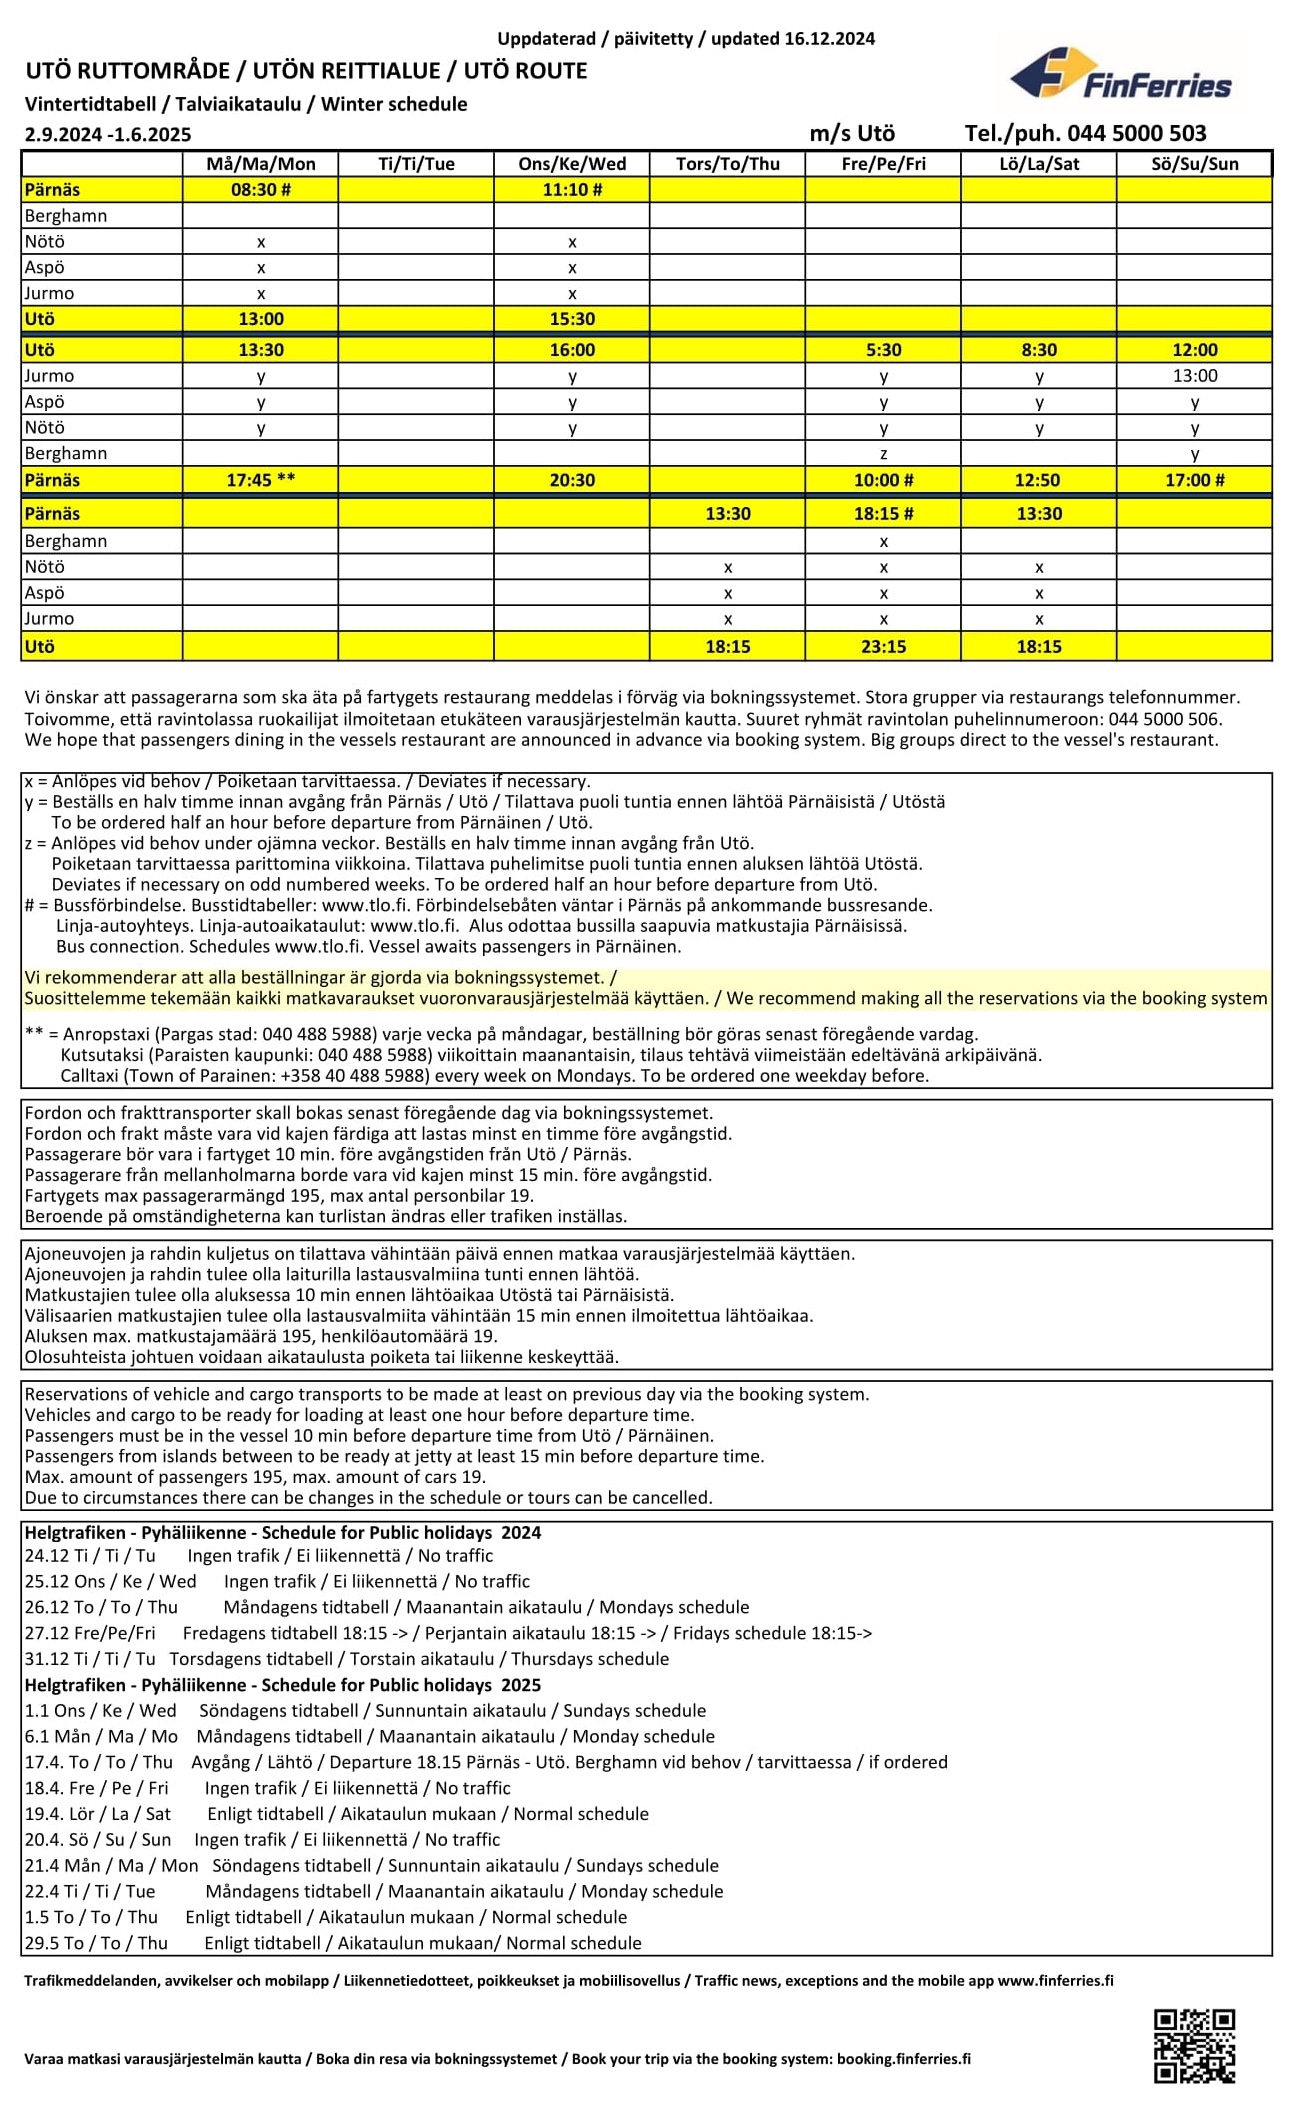 Uppdaterad / päivitetty / updated 16.12.2024
UTÖ RUTTOMRÅDE / UTÖN REITTIALUE / UTÖ ROUTE
FinFerries
Vintertidtabell / Talviaikataulu / Winter schedule
2.9.2024 -1.6.2025 m/s Utö Tel./puh. 044 5000 503
Må/Ma/Mon Ti/Ti/Tue Ons/Ke/Wed Tors/To/Thu Fre/Pe/Fri Lö/La/Sat Sö/Su/Sun
Pärnäs 08:30 # 11:10 #
Berghamn
Nötö x x
Aspö x x
Jurmo x x
Utö 13:00 15:30
Utö 13:30 16:00 5:30 8:30 12:00
Jurmo y y y y 13:00
Aspö y y y y y
Nötö y y y y y
Berghamn z y
Pärnäs 17:45 ** 20:30 10:00 # 12:50 17:00 #
Pärnäs 13:30 18:15 # 13:30
Berghamn x
Nötö x x x
Aspö x x x
Jurmo x x x
Utö 18:15 23:15 18:15
Vi önskar att passagerarna som ska äta på fartygets restaurang meddelas i förväg via bokningssystemet. Stora grupper via restaurangs telefonnummer.
Toivomme, että ravintolassa ruokailijat ilmoitetaan etukäteen varausjärjestelmän kautta. Suuret ryhmät ravintolan puhelinnumeroon: 044 5000 506.
We hope that passengers dining in the vessels restaurant are announced in advance via booking system. Big groups direct to the vessel's restaurant.
x = Anlöpes vid behov / Poiketaan tarvittaessa. / Deviates if necessary.
y = Beställs en halv timme innan avgång från Pärnäs / Utö / Tilattava puoli tuntia ennen lähtöä Pärnäisistä / Utöstä
To be ordered half an hour before departure from Pärnäinen / Utö.
z = Anlöpes vid behov under ojämna veckor. Beställs en halv timme innan avgång från Utö.
Poiketaan tarvittaessa parittomina viikkoina. Tilattava puhelimitse puoli tuntia ennen aluksen lähtöä Utöstä.
Deviates if necessary on odd numbered weeks. To be ordered half an hour before departure from Utö.
# = Bussförbindelse. Busstidtabeller: www.tlo.fi. Förbindelsebåten väntar i Pärnäs på ankommande bussresande.
Linja-autoyhteys. Linja-autoaikataulut: www.tlo.fi. Alus odottaa bussilla saapuvia matkustajia Pärnäisissä.
Bus connection. Schedules www.tlo.fi. Vessel awaits passengers in Pärnäinen.
Vi rekommenderar att alla beställningar är gjorda via bokningssystemet. /
Suosittelemme tekemään kaikki matkavaraukset vuoronvarausjärjestelmää käyttäen. / We recommend making all the reservations via the booking system
** = Anropstaxi (Pargas stad: 040 488 5988) varje vecka på måndagar, beställning bör göras senast föregående vardag.
Kutsutaksi (Paraisten kaupunki: 040 488 5988) viikoittain maanantaisin, tilaus tehtävä viimeistään edeltävänä arkipäivänä.
Calltaxi (Town of Parainen: +358 40 488 5988) every week on Mondays. To be ordered one weekday before.
Fordon och frakttransporter skall bokas senast föregående dag via bokningssystemet.
Fordon och frakt måste vara vid kajen färdiga att lastas minst en timme före avgångstid.
Passagerare bör vara i fartyget 10 min. före avgångstiden från Utö / Pärnäs.
Passagerare från mellanholmarna borde vara vid kajen minst 15 min. före avgångstid.
Fartygets max passagerarmängd 195, max antal personbilar 19.
Beroende på omständigheterna kan turlistan ändras eller trafiken inställas.
Ajoneuvojen ja rahdin kuljetus on tilattava vähintään päivä ennen matkaa varausjärjestelmää käyttäen.
Ajoneuvojen ja rahdin tulee olla laiturilla lastausvalmiina tunti ennen lähtöä.
Matkustajien tulee olla aluksessa 10 min ennen lähtöaikaa Utöstä tai Pärnäisistä.
Välisaarien matkustajien tulee olla lastausvalmiita vähintään 15 min ennen ilmoitettua lähtöaikaa.
Aluksen max. matkustajamäärä 195, henkilöautomäärä 19.
Olosuhteista johtuen voidaan aikataulusta poiketa tai liikenne keskeyttää.
Reservations of vehicle and cargo transports to be made at least on previous day via the booking system.
Vehicles and cargo to be ready for loading at least one hour before departure time.
Passengers must be in the vessel 10 min before departure time from Utö / Pärnäinen.
Passengers from islands between to be ready at jetty at least 15 min before departure time.
Max. amount of passengers 195, max. amount of cars 19.
Due to circumstances there can be changes in the schedule or tours can be cancelled.
Helgtrafiken - Pyhäliikenne - Schedule for Public holidays 2024
24.12 Ti / Ti / Tu Ingen trafik / Ei liikennettä / No traffic
25.12 Ons / Ke / Wed Ingen trafik / Ei liikennettä / No traffic
26.12 To / To / Thu Måndagens tidtabell / Maanantain aikataulu / Mondays schedule
27.12 Fre/Pe/Fri Fredagens tidtabell 18:15 -> / Perjantain aikataulu 18:15 -> / Fridays schedule 18:15->
31.12 Ti / Ti / Tu Torsdagens tidtabell / Torstain aikataulu / Thursdays schedule
Helgtrafiken - Pyhäliikenne - Schedule for Public holidays 2025
1.1 Ons / Ke / Wed Söndagens tidtabell / Sunnuntain aikataulu / Sundays schedule
6.1 Mån / Ma / Mo Måndagens tidtabell / Maanantain aikataulu / Monday schedule
17.4. To / To / Thu Avgång / Lähtö / Departure 18.15 Pärnäs - Utö. Berghamn vid behov / tarvittaessa / if ordered
18.4. Fre / Pe / Fri Ingen trafik / Ei liikennettä / No traffic
19.4. Lör / La / Sat Enligt tidtabell / Aikataulun mukaan / Normal schedule
20.4. Sö / Su / Sun Ingen trafik / Ei liikennettä / No traffic
21.4 Mån / Ma / Mon Söndagens tidtabell / Sunnuntain aikataulu / Sundays schedule
22.4 Ti / Ti / Tue Måndagens tidtabell / Maanantain aikataulu / Monday schedule
1.5 To / To / Thu Enligt tidtabell / Aikataulun mukaan / Normal schedule
29.5 To / To / Thu Enligt tidtabell / Aikataulun mukaan/ Normal schedule
Trafikmeddelanden, avvikelser och mobilapp / Liikennetiedotteet, poikkeukset ja mobiilisovellus / Traffic news, exceptions and the mobile app www.finferries.fi
Varaa matkasi varausjärjestelmän kautta / Boka din resa via bokningssystemet / Book your trip via the booking system: booking.finferries.fi